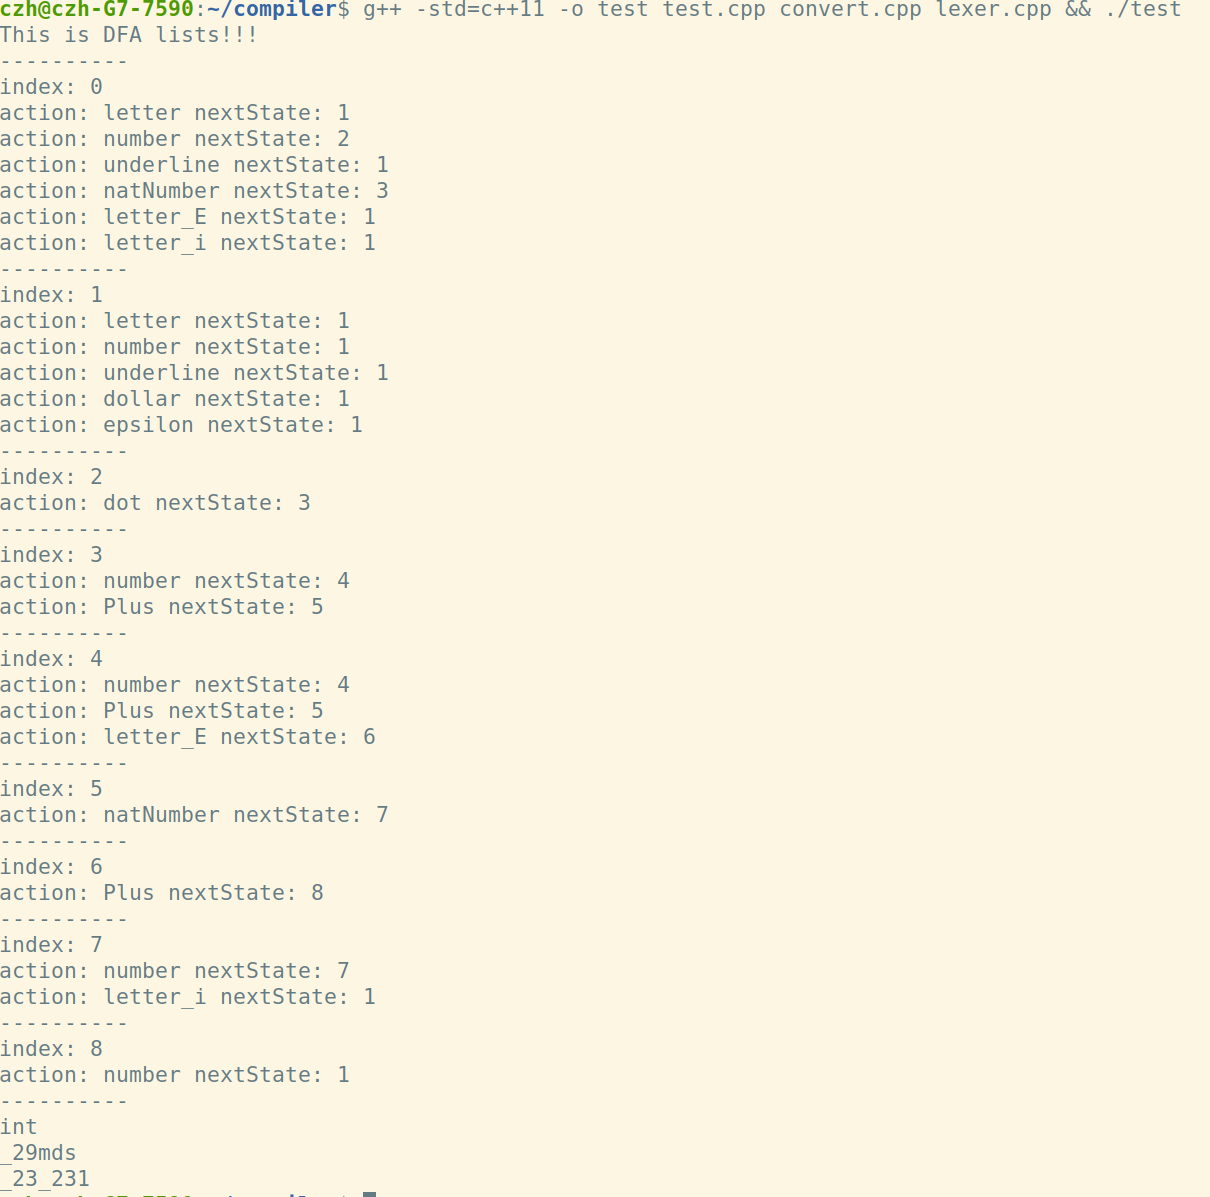 czh@czh-G7-7590:~/compiler$ g++ -std=c++11 -o test test.cpp convert.cpp lexer.cpp && ./test
This is DFA lists!!!
----------
index: 0
action: letter nextState: 1
action: number nextState: 2
action: underline nextState: 1
action: natNumber nextState: 3
action: letter_E nextState: 1
action: letter_i nextState: 1
----------
index: 1
action: letter nextState: 1
action: number nextState: 1
action: underline nextState: 1
action: dollar nextState: 1
action: epsilon nextState: 1
----------
index: 2
action: dot nextState: 3
----------
index: 3
action: number nextState: 4
action: Plus nextState: 5
----------
index: 4
action: number nextState: 4
action: Plus nextState: 5
action: letter_E nextState: 6
----------
index: 5
action: natNumber nextState: 7
----------
index: 6
action: Plus nextState: 8
----------
index: 7
action: number nextState: 7
action: letter_i nextState: 1
----------
index: 8
action: number nextState: 1
----------
int
_29mds
_23_231